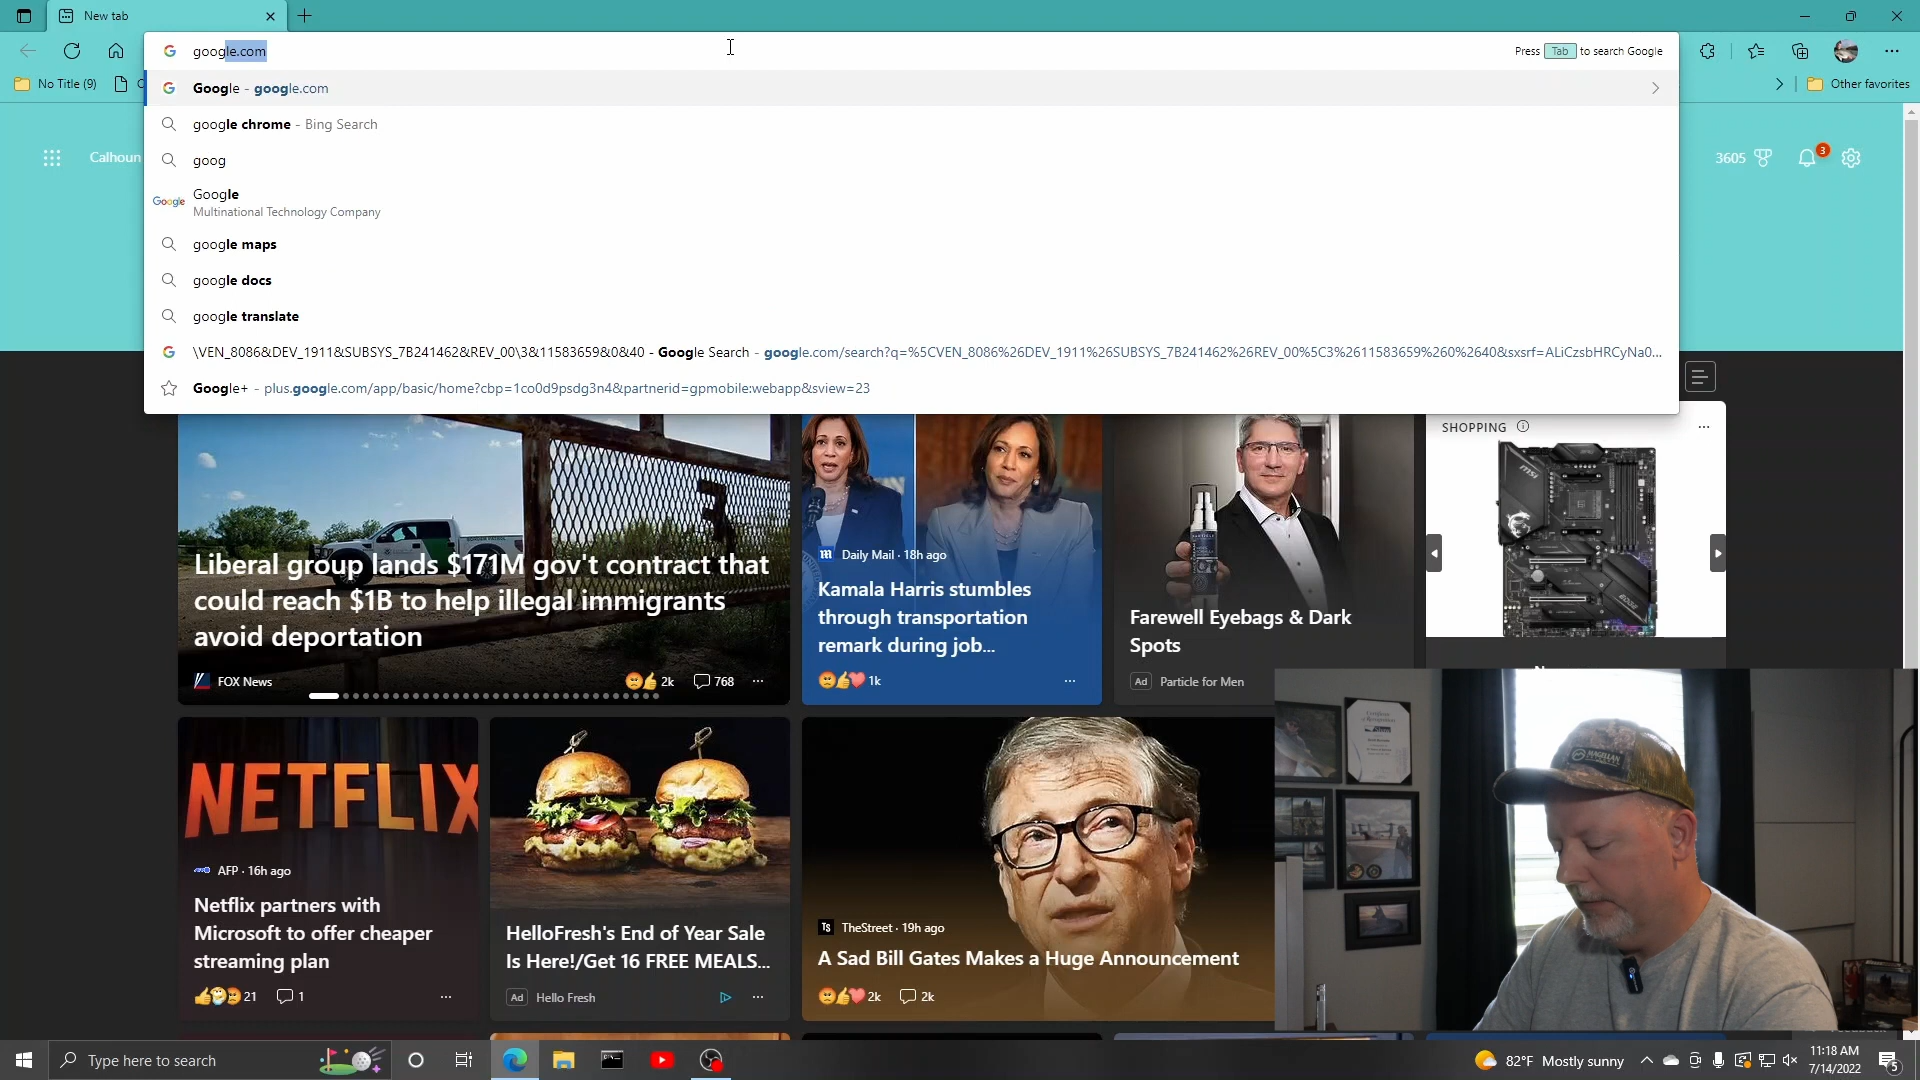 New tab
google.com
Press Tab to search Google
No Title (9)
Other favorites
Google - google.com
google chrome - Bing Search
goog
Google
Google
Multinational Technology Company
google maps
google docs
google translate
\VEN_8086&DEV_1911&SUBSYS_7B241462&REV_00\3&11583659&0&40 - Google Search - google.com/search?q=%5CVEN_8086%26DEV_1911%26SUBSYS_7B241462%26REV_00%5C3%2611583659%260%2640&sxsrf=ALiCzsbHRCyNa0...
Google+ - plus.google.com/app/basic/home?cbp=1co0d9psdg3n4&partnerid=gpmobile:webapp&sview=23
Calhoun
3605
3
SHOPPING
msi
Liberal group lands $171M gov't contract that
could reach $1B to help illegal immigrants
avoid deportation
FOX News
2k
768
Daily Mail · 18h ago
Kamala Harris stumbles
through transportation
remark during job...
1k
Farewell Eyebags & Dark
Spots
Ad Particle for Men
NETFLIX
AFP · 16h ago
Netflix partners with
Microsoft to offer cheaper
streaming plan
21
1
HelloFresh's End of Year Sale
Is Here!/Get 16 FREE MEALS...
Ad Hello Fresh
TS TheStreet · 19h ago
A Sad Bill Gates Makes a Huge Announcement
2k
2k
MAGELLAN
Type here to search
82°F Mostly sunny
11:18 AM
7/14/2022
5